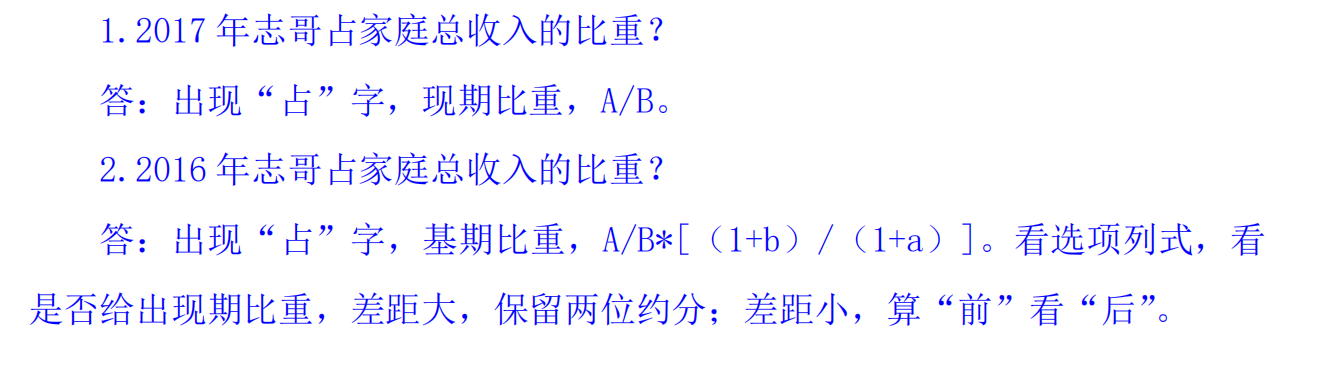 1.2017 年志哥占家庭总收入的比重？
答：出现“占”字，现期比重，A/B。
2.2016 年志哥占家庭总收入的比重？
答：出现“占”字，基期比重，A/B*[（1+b）/（1+a）]。看选项列式，看
是否给出现期比重，差距大，保留两位约分；差距小，算“前”看“后”。